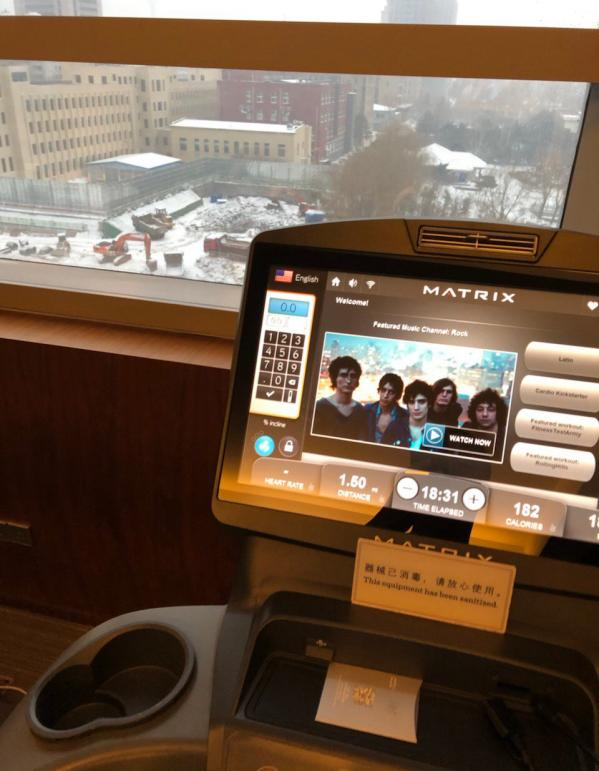 English
MATRIX
Welcome!
Featured Music Channel: Rock
0.0
1 2 3
4 5 6
7 8 9
. 0
% incline
WATCH NOW
Latin
Cardio Kickstarter
Featured workout:
FitnessTestArmy
Featured workout:
RollingHills
-
HEART RATE
1.50
DISTANCE
18:31
TIME ELAPSED
182
CALORIES
MATRIX
器械已消毒，请放心使用。
This equipment has been sanitized.